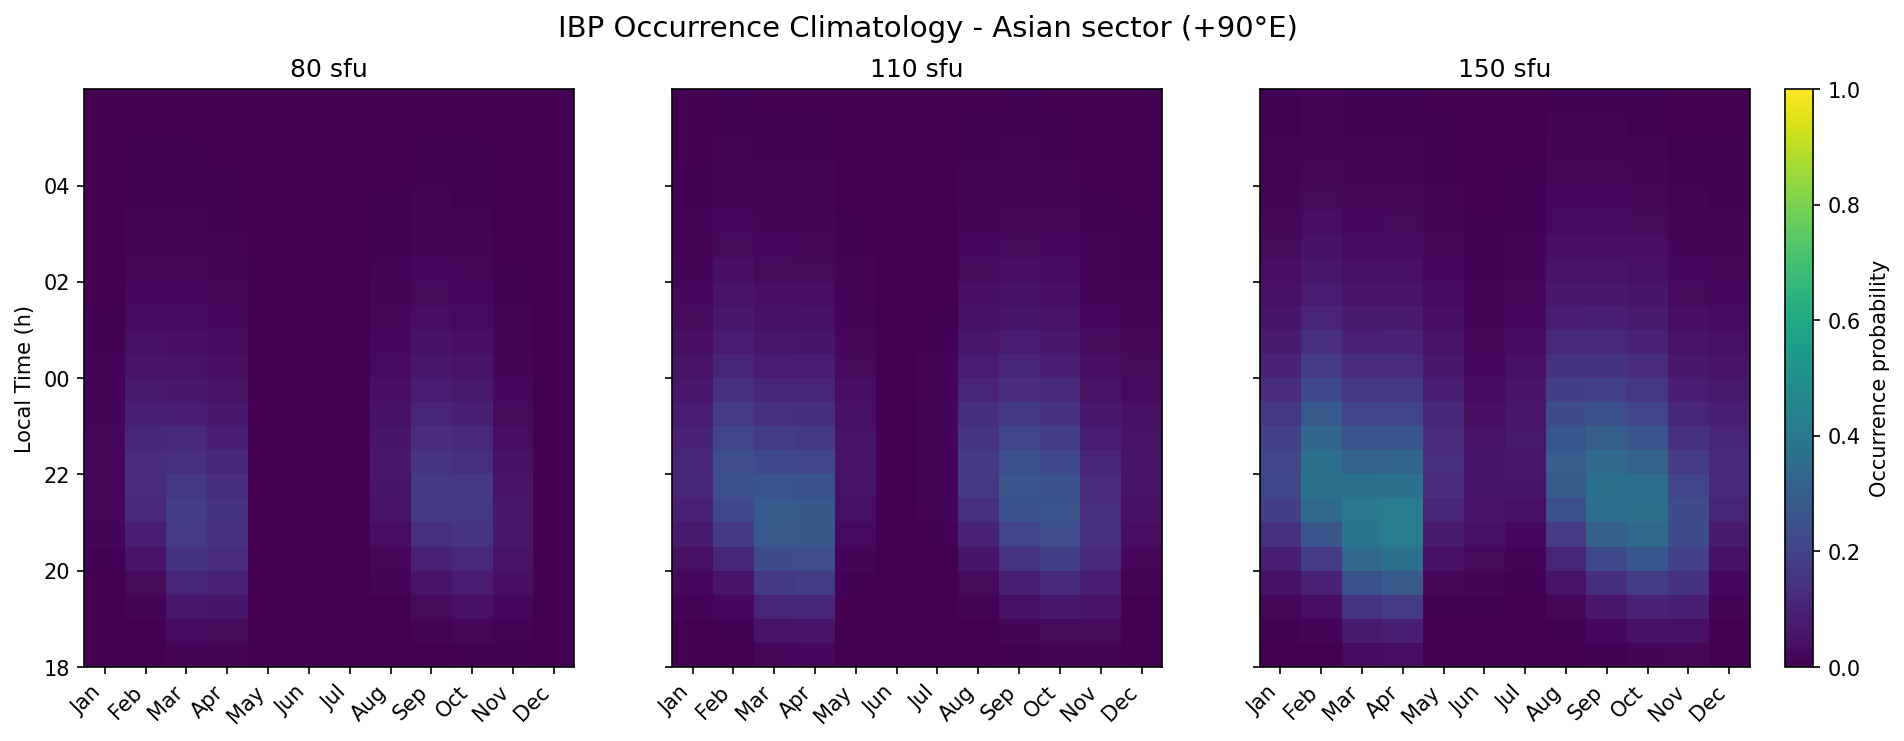 IBP Occurrence Climatology - Asian sector (+90°E)
80 sfu
110 sfu
150 sfu
Local Time (h)
04
02
00
22
20
18
Jan
Feb
Mar
Apr
May
Jun
Jul
Aug
Sep
Oct
Nov
Dec
Jan
Feb
Mar
Apr
May
Jun
Jul
Aug
Sep
Oct
Nov
Dec
Jan
Feb
Mar
Apr
May
Jun
Jul
Aug
Sep
Oct
Nov
Dec
1.0
0.8
0.6
0.4
0.2
0.0
Occurrence probability